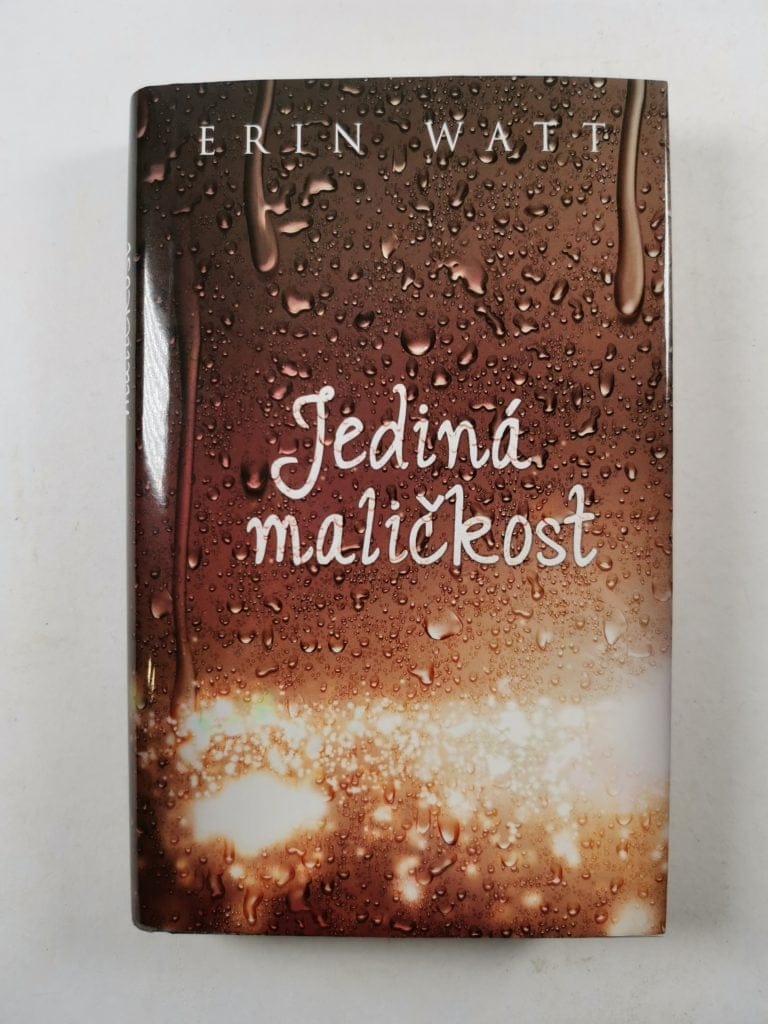 ERIN WATT
Jediná
maličkost